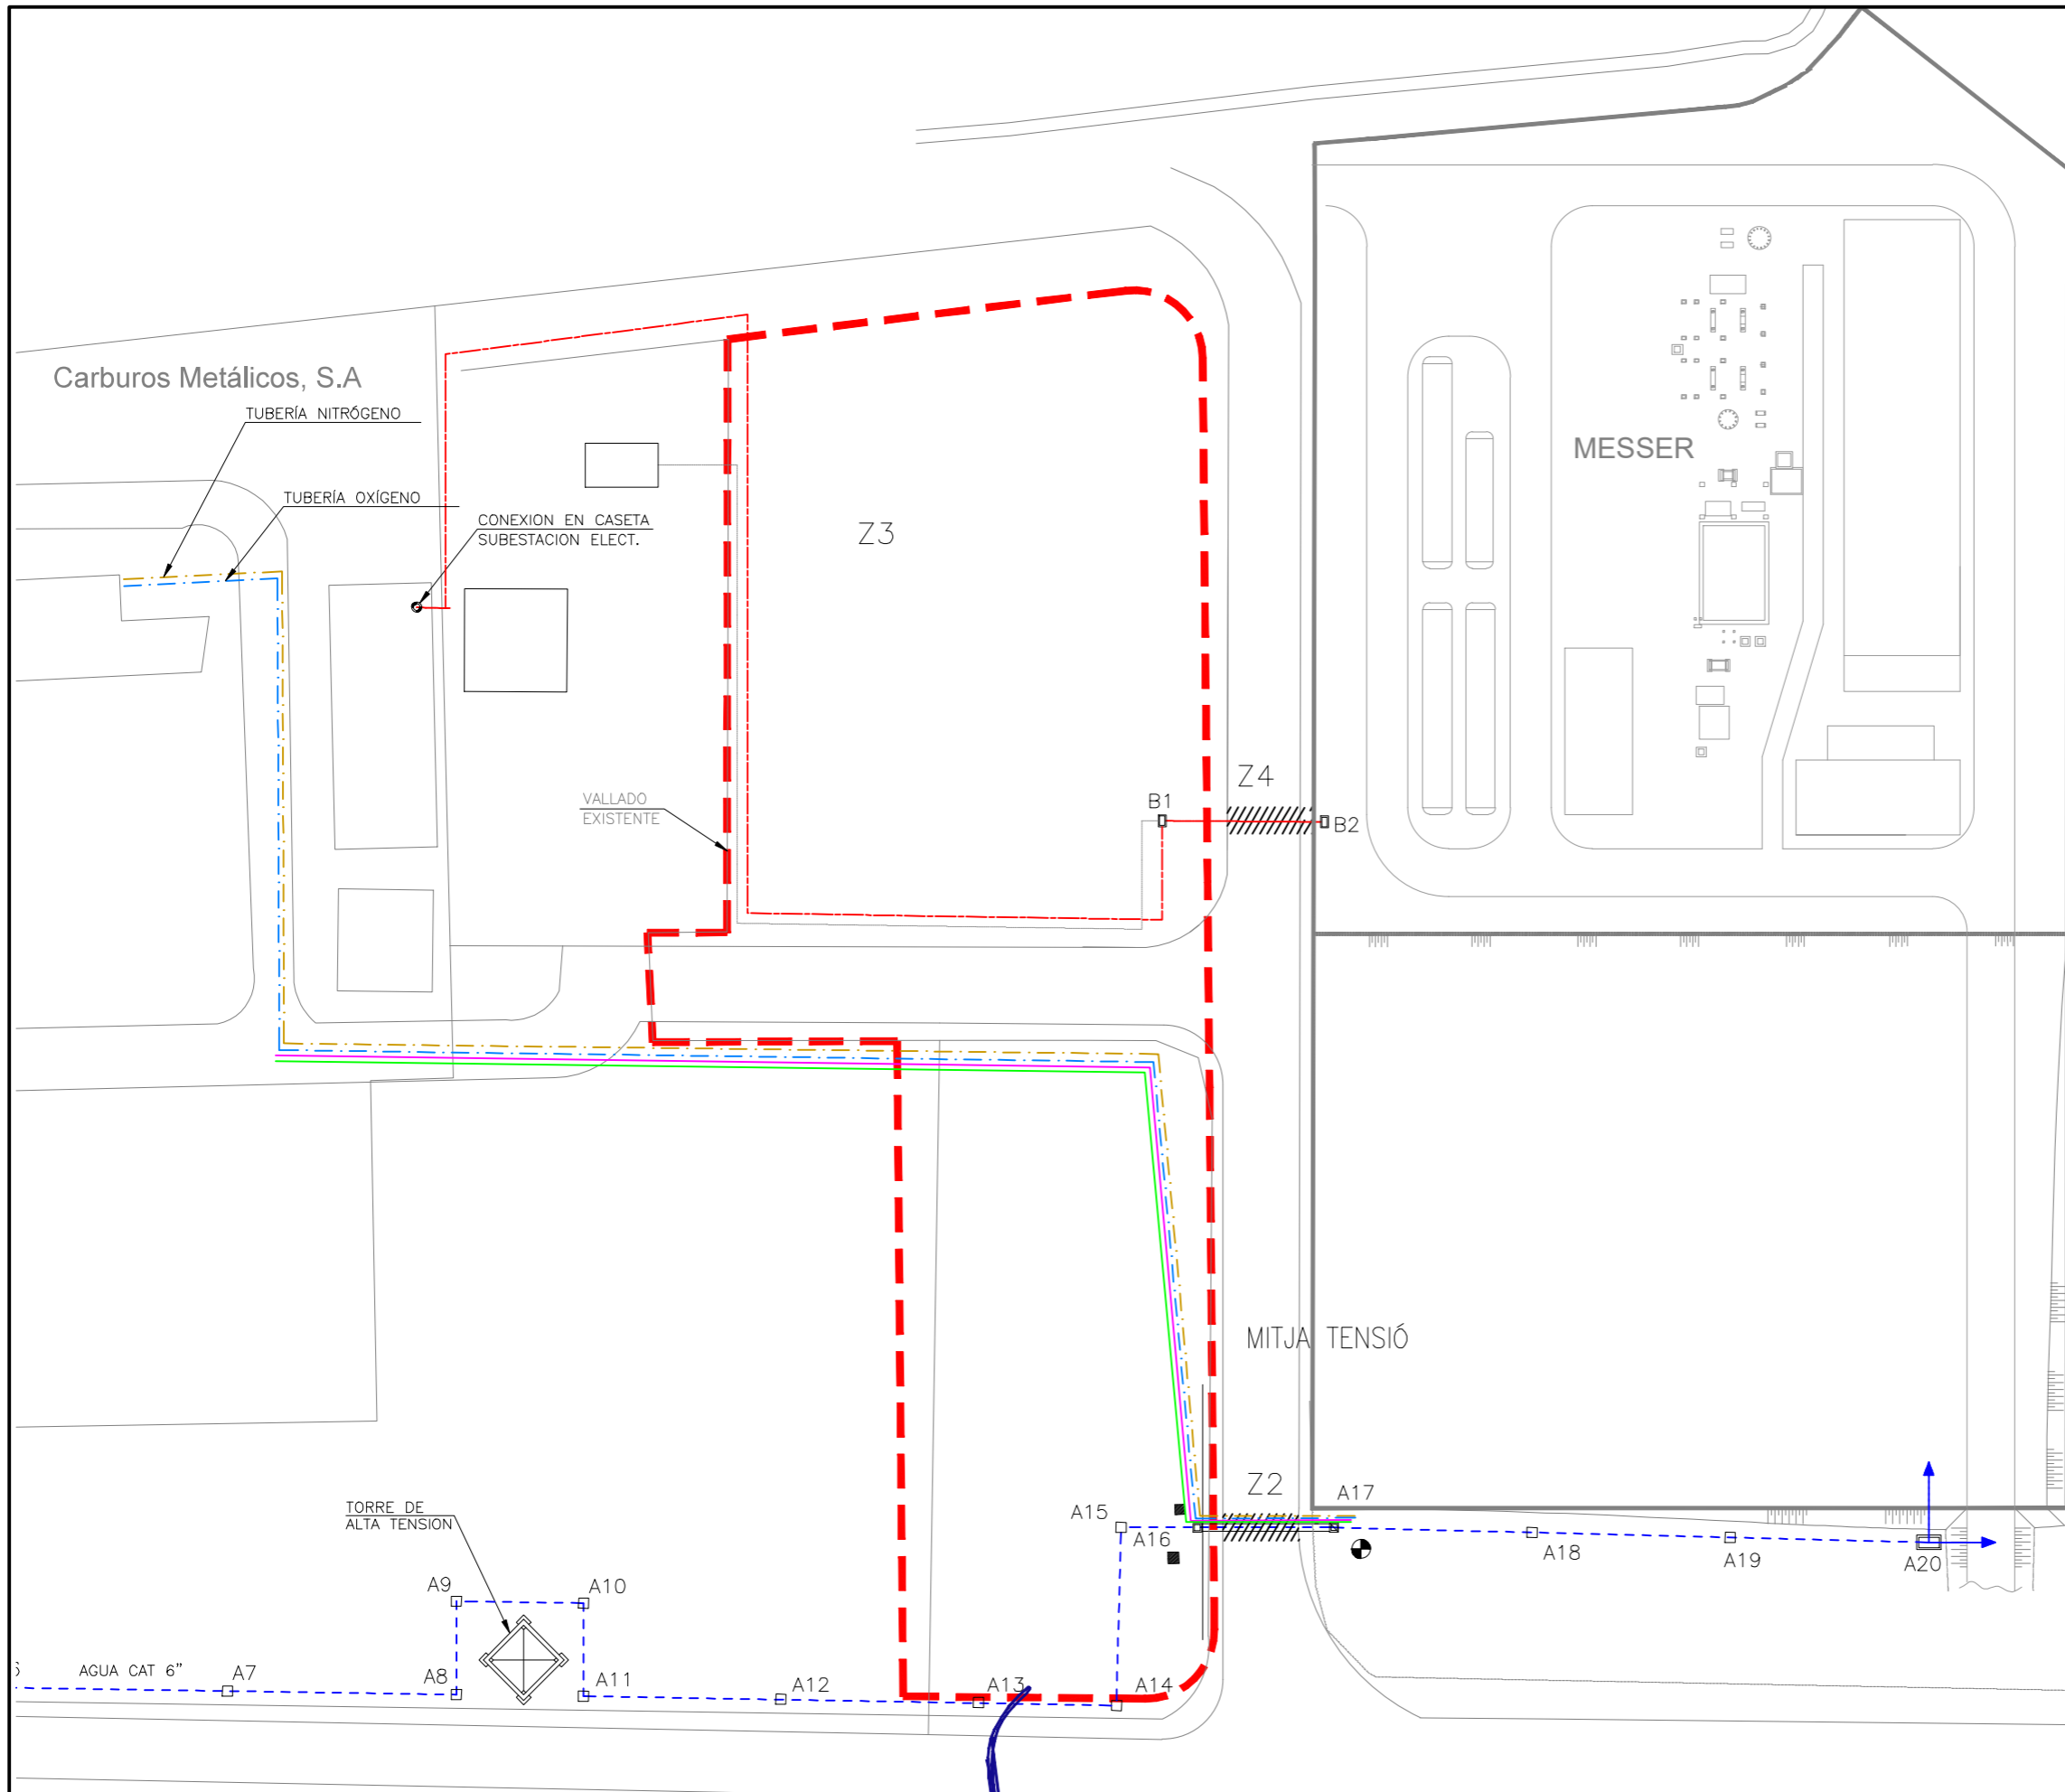 Carburos Metálicos, S.A
TUBERÍA NITRÓGENO
MESSER
TUBERÍA OXÍGENO
CONEXION EN CASETA
SUBESTACION ELECT.
Z3
Z4
VALLADO
EXISTENTE
B1
B2
MITJA TENSIÓ
Z2
A17
TORRE DE
ALTA TENSION
A15
A16
A18
A19
A20
A9
A10
AGUA CAT 6"
A7
A8
A11
A12
A13
A14